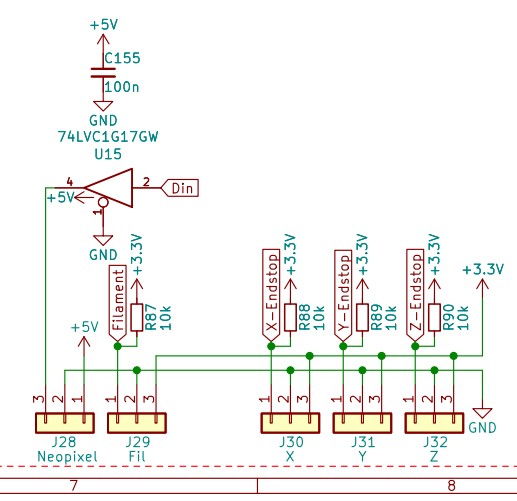 +5V
C155
100n
GND
74LVC1G17GW
U15
4
2
Din
+5V
1
GND
Filament
+3.3V
R87
10k
X-Endstop
+3.3V
R88
10k
Y-Endstop
+3.3V
R89
10k
Z-Endstop
+3.3V
R90
10k
+3.3V
+5V
3
2
1
1
2
3
1
2
3
1
2
3
1
2
3
GND
J28
Neopixel
J29
Fil
J30
X
J31
Y
J32
Z
7
8